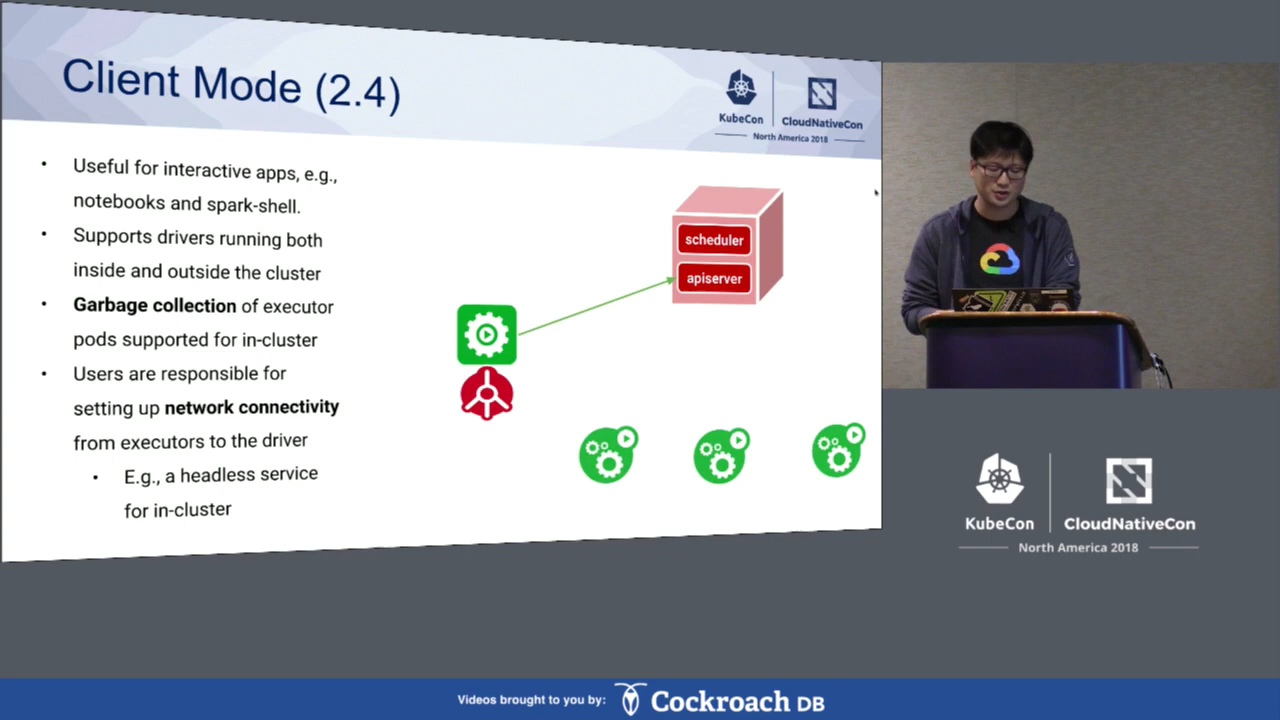 Client Mode (2.4)
KubeCon
CloudNativeCon
North America 2018
• Useful for interactive apps, e.g.,
notebooks and spark-shell.
• Supports drivers running both
inside and outside the cluster
• Garbage collection of executor
pods supported for in-cluster
• Users are responsible for
setting up network connectivity
from executors to the driver
• E.g., a headless service
for in-cluster
scheduler
apiserver
KubeCon
CloudNativeCon
North America 2018
Videos brought to you by: Cockroach DB